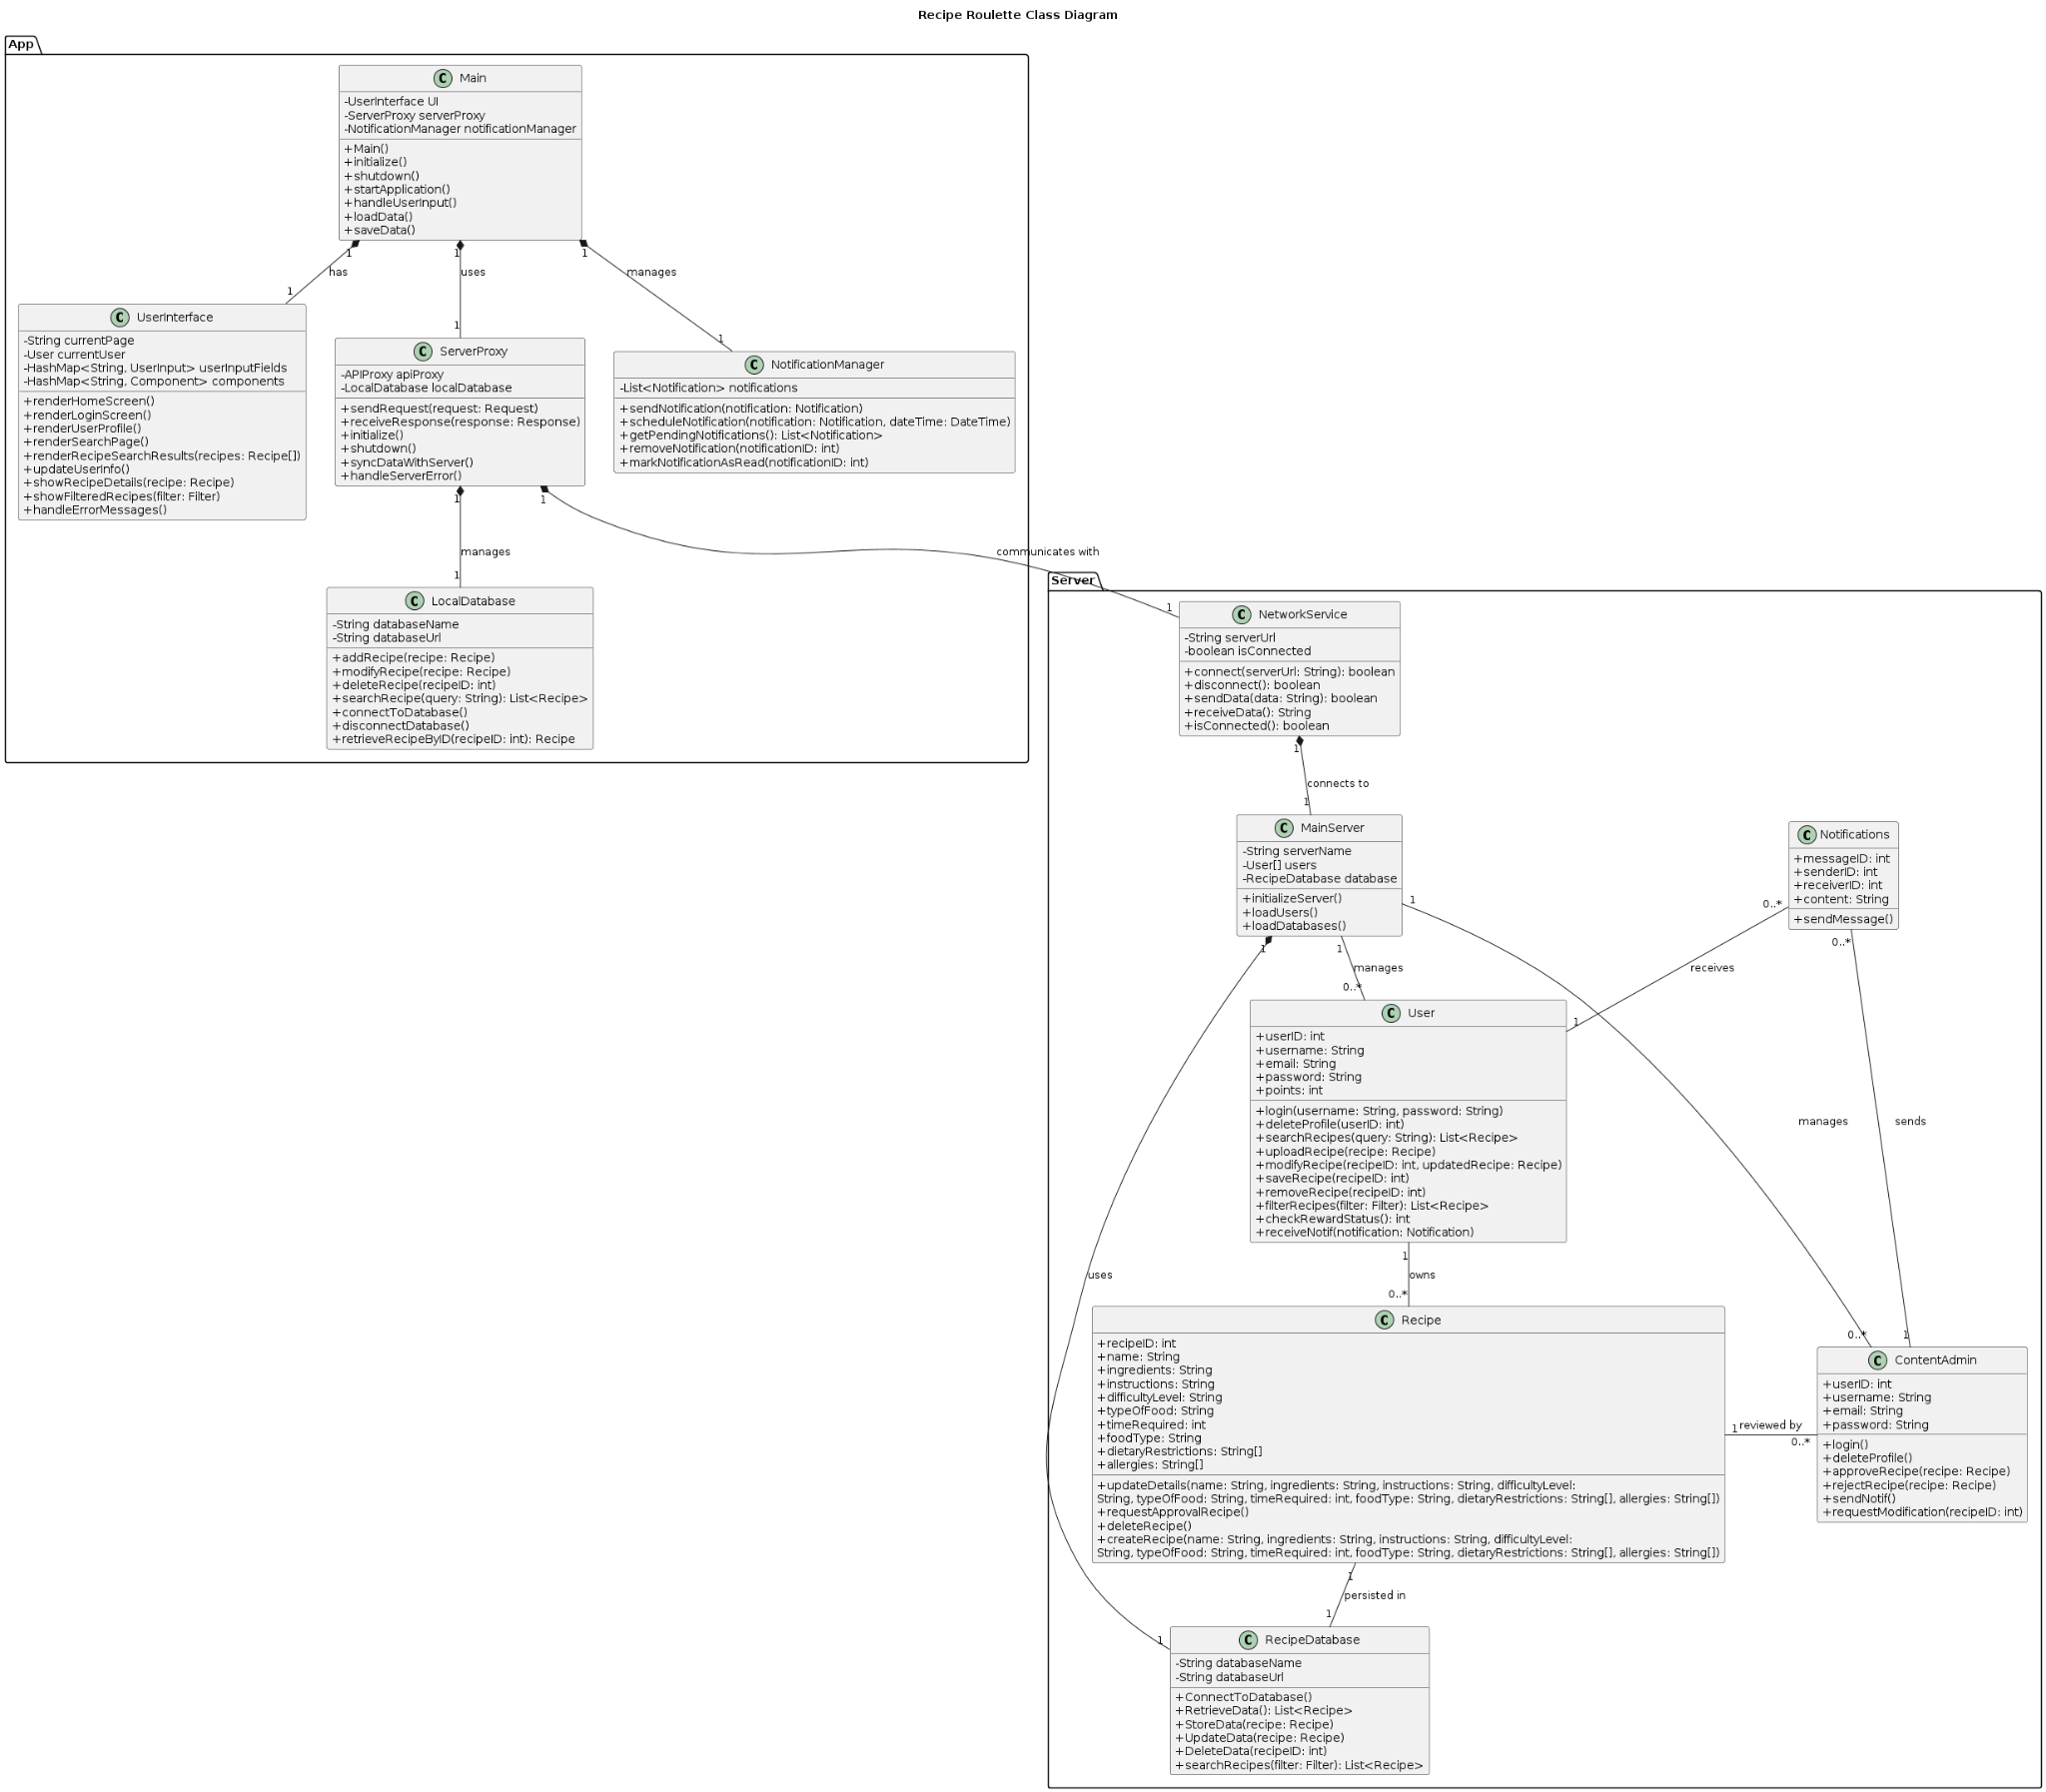 Recipe Roulette Class Diagram
App
C Main
-UserInterface UI
-ServerProxy serverProxy
-NotificationManager notificationManager
+Main()
+initialize()
+shutdown()
+startApplication()
+handleUserInput()
+loadData()
+saveData()
1
1
1
has
uses
manages
1
1
1
C UserInterface
-String currentPage
-User currentUser
-HashMap<String, UserInput> userInputFields
-HashMap<String, Component> components
+renderHomeScreen()
+renderLoginScreen()
+renderUserProfile()
+renderSearchPage()
+renderRecipeSearchResults(recipes: Recipe[])
+updateUserInfo()
+showRecipeDetails(recipe: Recipe)
+showFilteredRecipes(filter: Filter)
+handleErrorMessages()
C ServerProxy
-APIProxy apiProxy
-LocalDatabase localDatabase
+sendRequest(request: Request)
+receiveResponse(response: Response)
+initialize()
+shutdown()
+syncDataWithServer()
+handleServerError()
C NotificationManager
-List<Notification> notifications
+sendNotification(notification: Notification)
+scheduleNotification(notification: Notification, dateTime: DateTime)
+getPendingNotifications(): List<Notification>
+removeNotification(notificationID: int)
+markNotificationAsRead(notificationID: int)
1
1
manages
communicates with
1
1
C LocalDatabase
-String databaseName
-String databaseUrl
+addRecipe(recipe: Recipe)
+modifyRecipe(recipe: Recipe)
+deleteRecipe(recipeID: int)
+searchRecipe(query: String): List<Recipe>
+connectToDatabase()
+disconnectDatabase()
+retrieveRecipeByID(recipeID: int): Recipe
Server
C NetworkService
-String serverUrl
-boolean isConnected
+connect(serverUrl: String): boolean
+disconnect(): boolean
+sendData(data: String): boolean
+receiveData(): String
+isConnected(): boolean
1
connects to
1
C MainServer
-String serverName
-User[] users
-RecipeDatabase database
+initializeServer()
+loadUsers()
+loadDatabases()
C Notifications
+messageID: int
+senderID: int
+receiverID: int
+content: String
+sendMessage()
1
0..*
0..*
1
1
manages
receives
0..*
1
C User
+userID: int
+username: String
+email: String
+password: String
+points: int
+login(username: String, password: String)
+deleteProfile(userID: int)
+searchRecipes(query: String): List<Recipe>
+uploadRecipe(recipe: Recipe)
+modifyRecipe(recipeID: int, updatedRecipe: Recipe)
+saveRecipe(recipeID: int)
+removeRecipe(recipeID: int)
+filterRecipes(filter: Filter): List<Recipe>
+checkRewardStatus(): int
+receiveNotif(notification: Notification)
manages
sends
1
uses
owns
0..*
0..*
1
C Recipe
+recipeID: int
+name: String
+ingredients: String
+instructions: String
+difficultyLevel: String
+typeOfFood: String
+timeRequired: int
+foodType: String
+dietaryRestrictions: String[]
+allergies: String[]
+updateDetails(name: String, ingredients: String, instructions: String, difficultyLevel:
String, typeOfFood: String, timeRequired: int, foodType: String, dietaryRestrictions: String[], allergies: String[])
+requestApprovalRecipe()
+deleteRecipe()
+createRecipe(name: String, ingredients: String, instructions: String, difficultyLevel:
String, typeOfFood: String, timeRequired: int, foodType: String, dietaryRestrictions: String[], allergies: String[])
1
reviewed by
0..*
C ContentAdmin
+userID: int
+username: String
+email: String
+password: String
+login()
+deleteProfile()
+approveRecipe(recipe: Recipe)
+rejectRecipe(recipe: Recipe)
+sendNotif()
+requestModification(recipeID: int)
1
persisted in
1
1
C RecipeDatabase
-String databaseName
-String databaseUrl
+ConnectToDatabase()
+RetrieveData(): List<Recipe>
+StoreData(recipe: Recipe)
+UpdateData(recipe: Recipe)
+DeleteData(recipeID: int)
+searchRecipes(filter: Filter): List<Recipe>